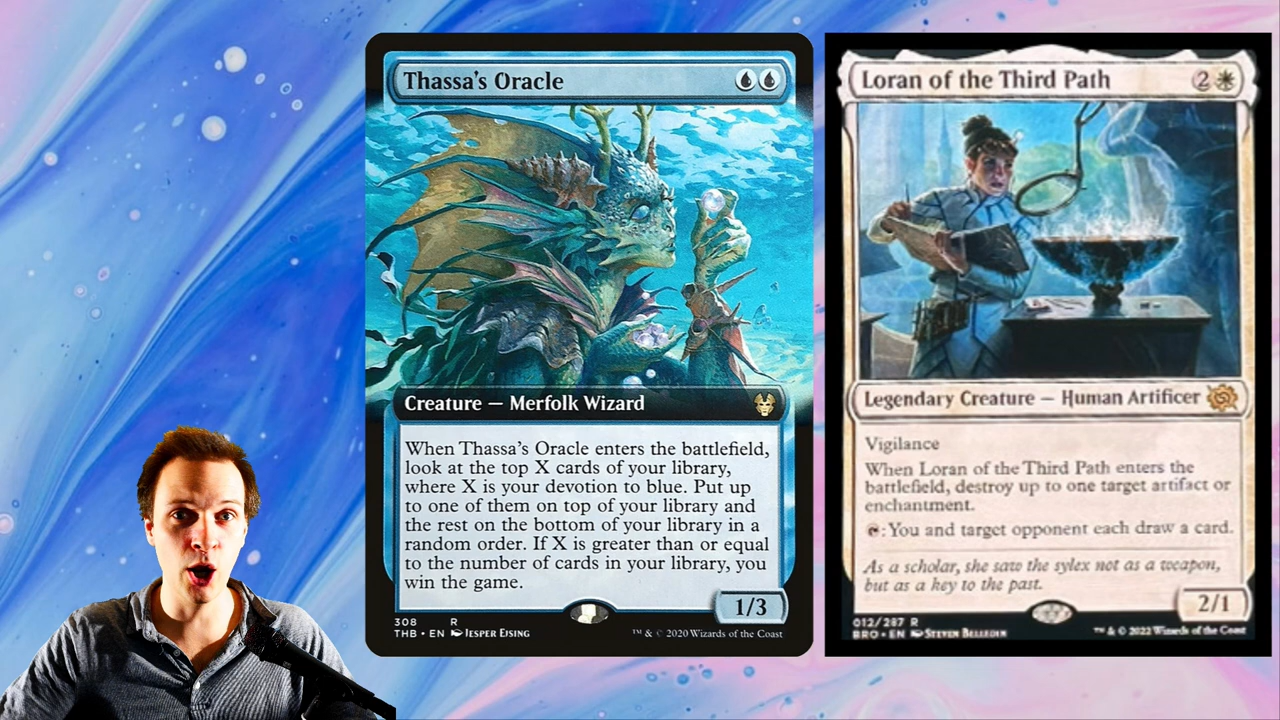 Thassa's Oracle
Creature — Merfolk Wizard
When Thassa's Oracle enters the battlefield,
look at the top X cards of your library,
where X is your devotion to blue. Put up
to one of them on top of your library and
the rest on the bottom of your library in a
random order. If X is greater than or equal
to the number of cards in your library, you
win the game.
1/3
308 R
THB • EN Jesper Eising
™ & © 2020 Wizards of the Coast
Loran of the Third Path 2
Legendary Creature — Human Artificer
Vigilance
When Loran of the Third Path enters the
battlefield, destroy up to one target artifact or
enchantment.
:You and target opponent each draw a card.
As a scholar, she saw the sylex not as a weapon,
but as a key to the past.
2/1
012/287 R
BRO • EN Steven Belledin
™ & © 2022 Wizards of the Coast